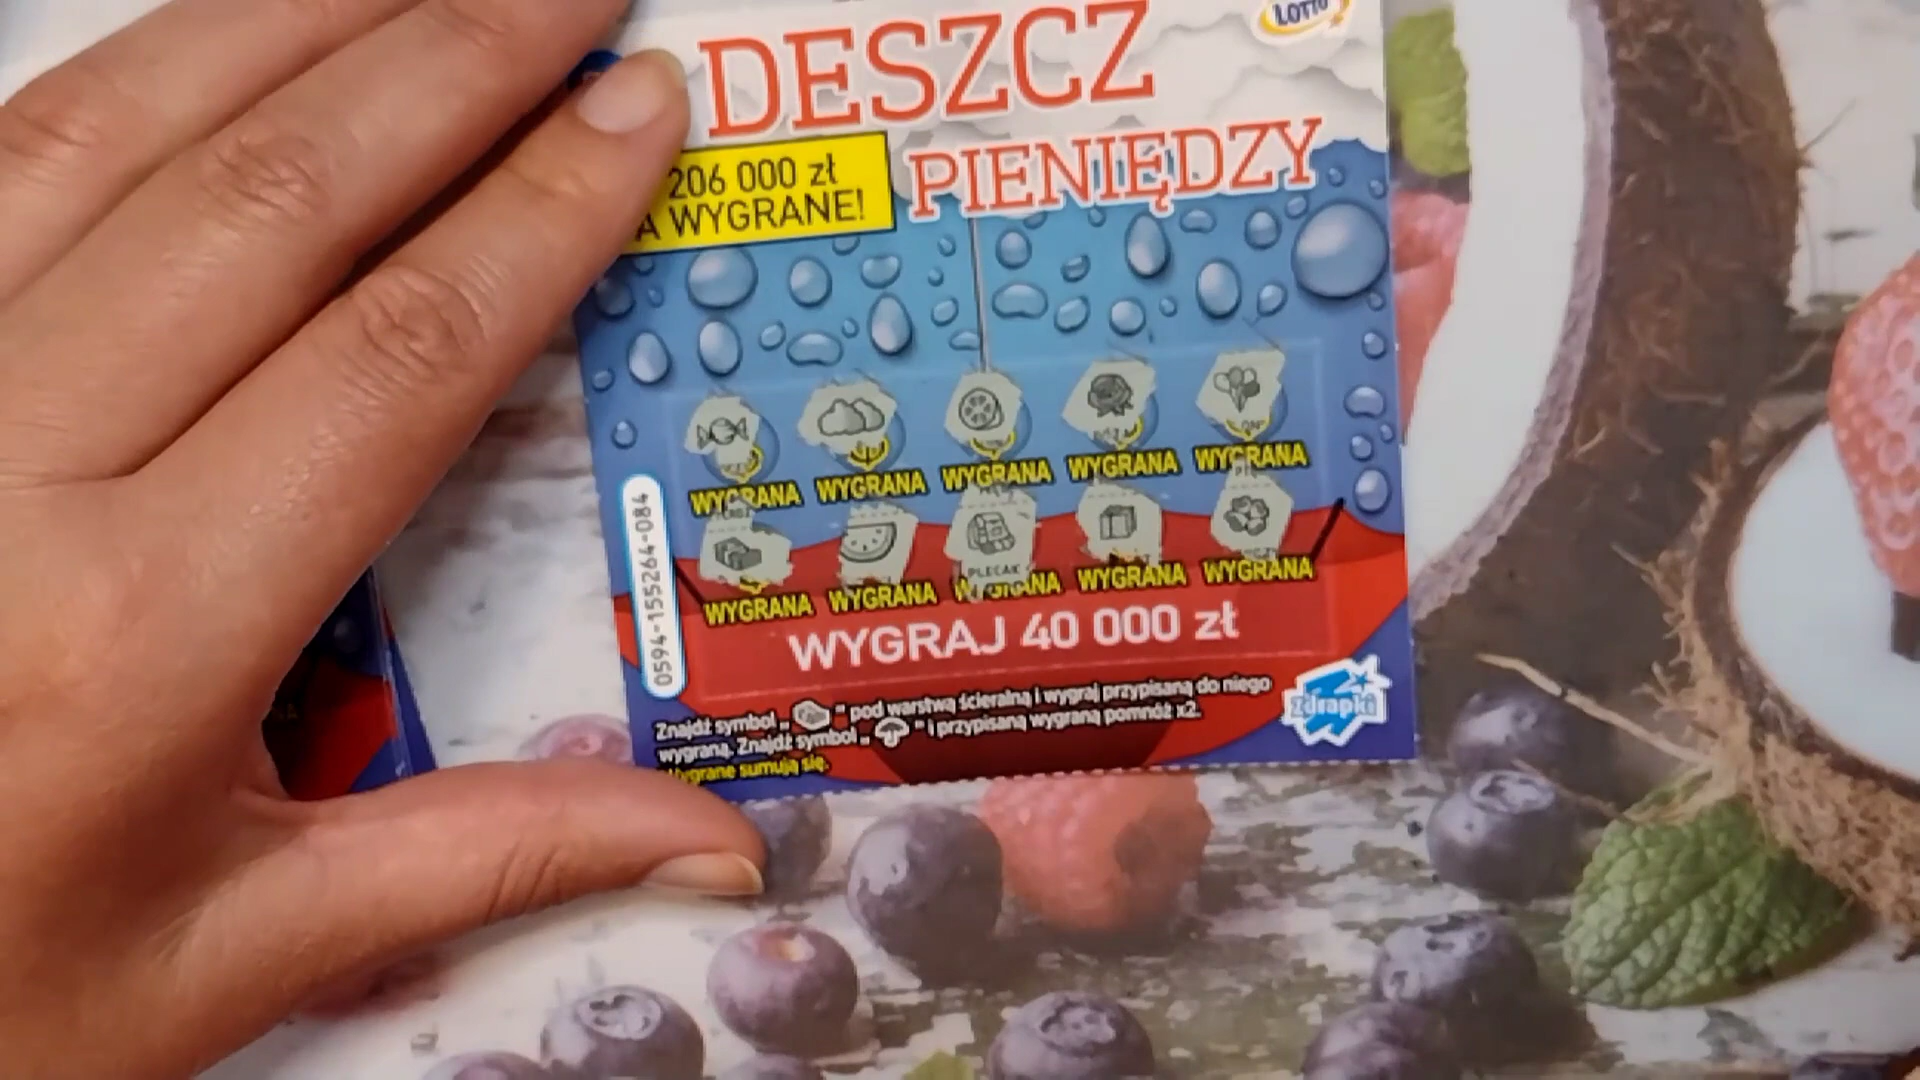 LOTTO
DESZCZ
PIENIĘDZY
206 000 zł
A WYGRANE!
WYGRANA WYGRANA WYGRANA WYGRANA WYGRANA
PLECAK
WYGRANA WYGRANA WYGRANA WYGRANA WYGRANA
WYGRAJ 40 000 zł
0594-155264-084
Znajdź symbol „ " pod warstwą ścieralną i wygraj przypisaną do niego
wygraną. Znajdź symbol „ " i przypisaną wygraną pomnóż x2.
Wygrane sumują się.
Zdrapki